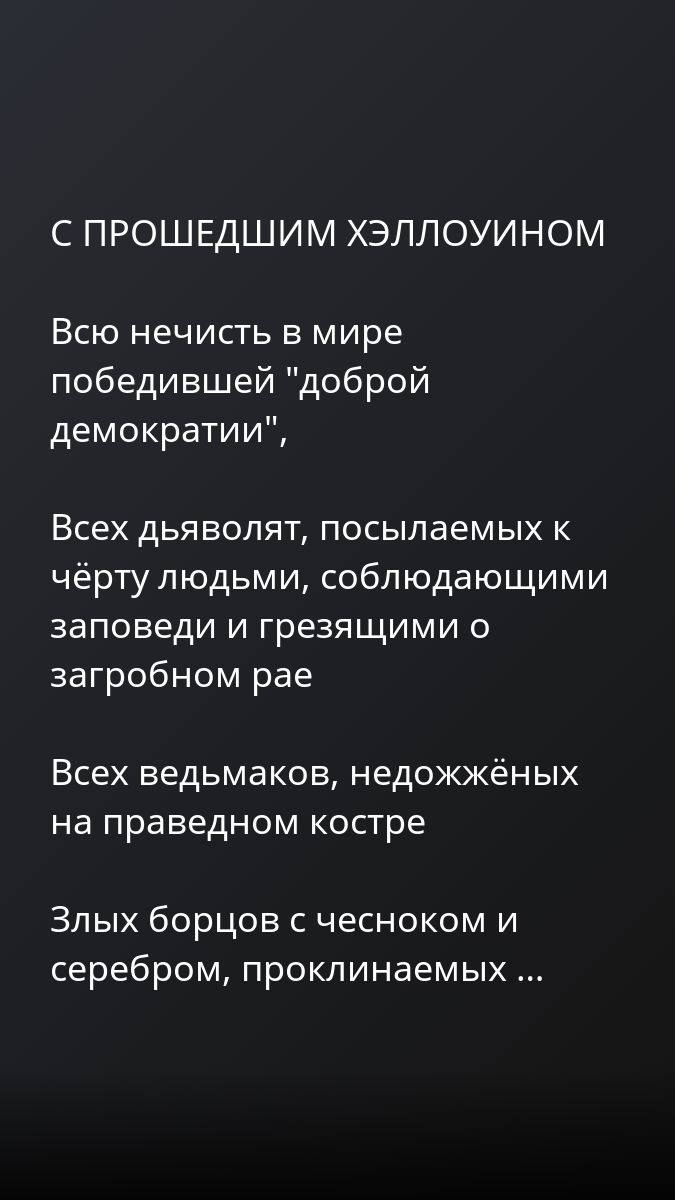 С ПРОШЕДШИМ ХЭЛЛОУИНОМ
Всю нечисть в мире
победившей "доброй
демократии",
Всех дьяволят, посылаемых к
чёрту людьми, соблюдающими
заповеди и грезящими о
загробном рае
Всех ведьмаков, недожжёных
на праведном костре
Злых борцов с чесноком и
серебром, проклинаемых ...